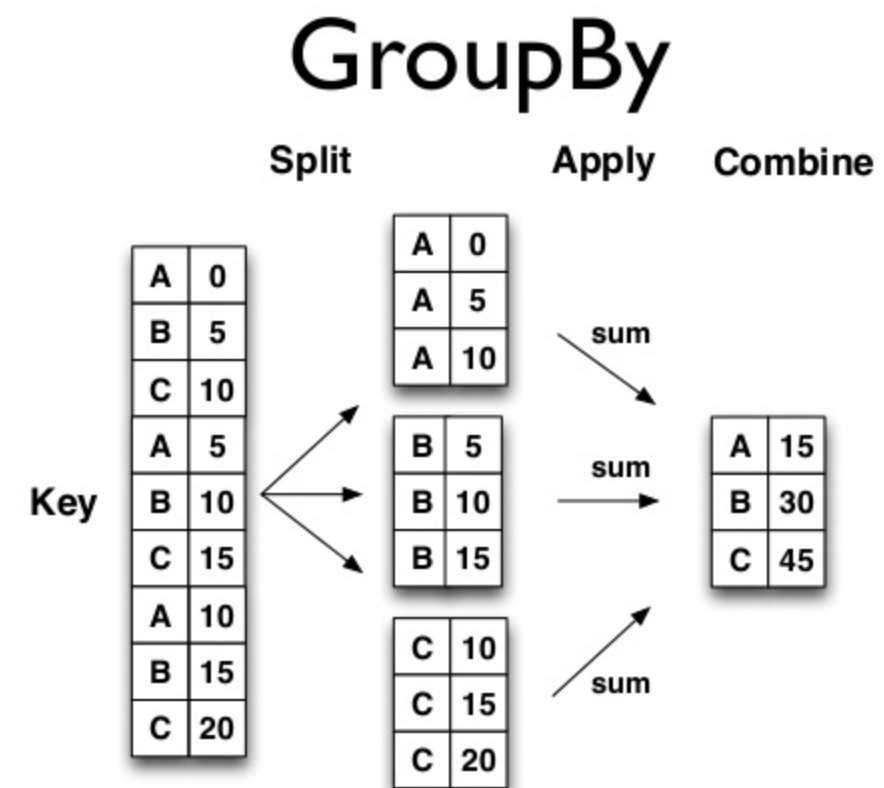 GroupBy
Split Apply Combine
Key
A 0
B 5
C 10
A 5
B 10
C 15
A 10
B 15
C 20
A 0
A 5
A 10
B 5
B 10
B 15
C 10
C 15
C 20
sum
sum
sum
A 15
B 30
C 45